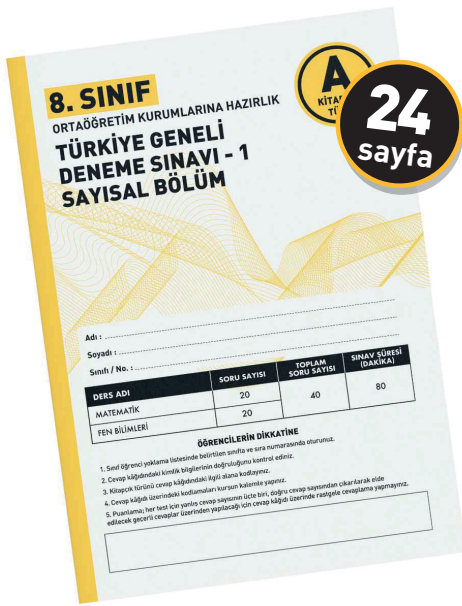 8. SINIF
ORTAÖĞRETİM KURUMLARINA HAZIRLIK
TÜRKİYE GENELİ
DENEME SINAVI - 1
SAYISAL BÖLÜM
A
24
sayfa
Adı :
Soyadı :
Sınıfı / No. :
DERS ADI SORU SAYISI TOPLAM SORU SAYISI SINAV SÜRESİ (DAKİKA)
MATEMATİK 20 40 80
FEN BİLİMLERİ 20
ÖĞRENCİLERİN DİKKATİNE
1. Sınıf öğrenci yoklama listesinde belirtilen sınıfta ve sıra numarasında oturunuz.
2. Cevap kâğıdındaki kimlik bilgilerinin doğruluğunu kontrol ediniz.
3. Kitapçık türünü cevap kâğıdındaki ilgili alana kodlayınız.
4. Cevap kâğıdı üzerindeki kodlamaları kurşun kalemle yapınız.
5. Puanlama; her test için yanlış cevap sayısının üçte biri, doğru cevap sayısından çıkarılarak elde
edilecek geçerli cevaplar üzerinden yapılacağı için cevap kâğıdı üzerinde rastgele cevaplama yapmayınız.